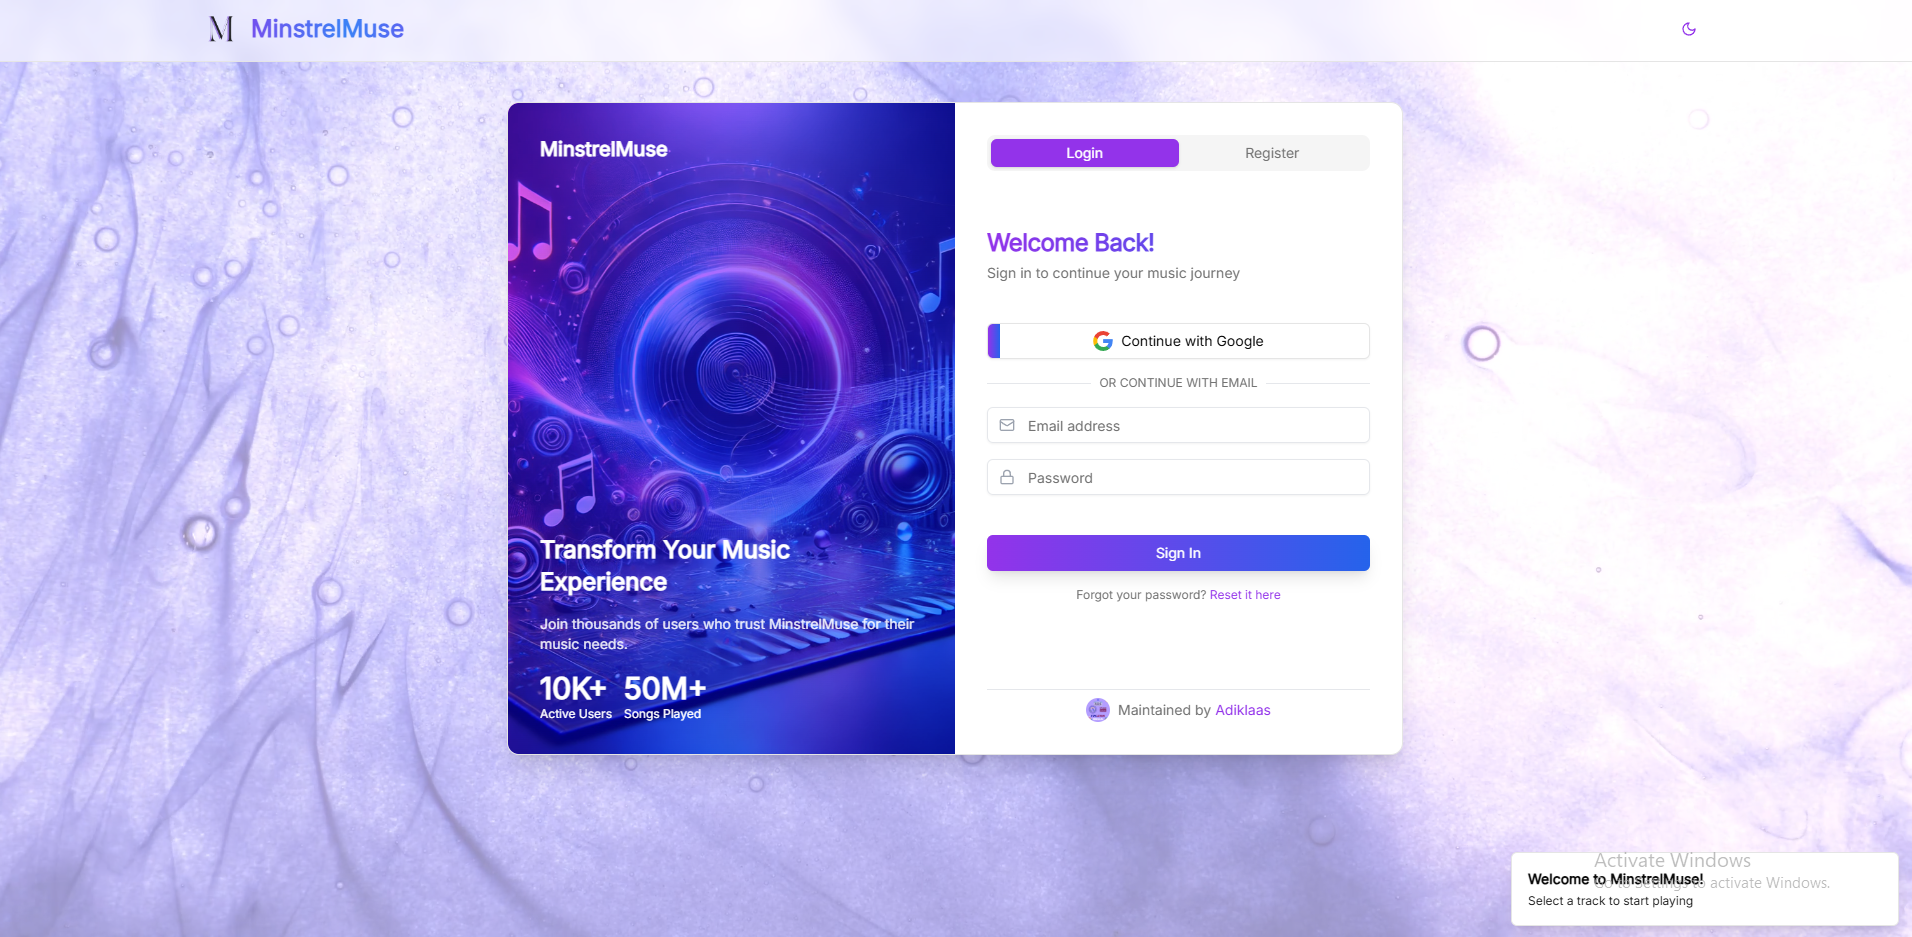 M MinstrelMuse
MinstrelMuse
Transform Your Music
Experience
Join thousands of users who trust MinstrelMuse for their
music needs.
10K+ 50M+
Active Users Songs Played
Login Register
Welcome Back!
Sign in to continue your music journey
Continue with Google
OR CONTINUE WITH EMAIL
Email address
Password
Sign In
Forgot your password? Reset it here
Maintained by Adiklaas
Activate Windows
Go to Settings to activate Windows.
Welcome to MinstrelMuse!
Select a track to start playing